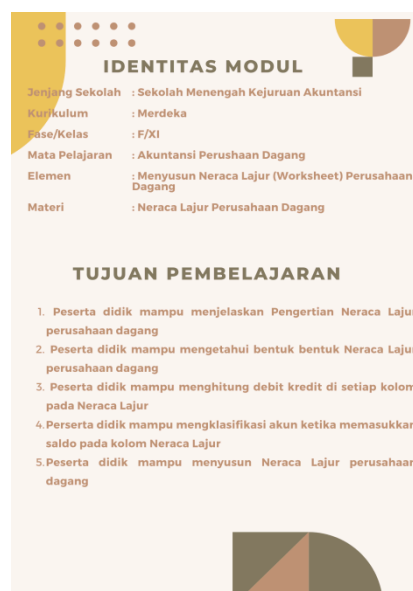 IDENTITAS MODUL
Jenjang Sekolah : Sekolah Menengah Kejuruan Akuntansi
Kurikulum : Merdeka
Fase/Kelas : F/XI
Mata Pelajaran : Akuntansi Perushaan Dagang
Elemen : Menyusun Neraca Lajur (Worksheet) Perusahaan
Dagang
Materi : Neraca Lajur Perusahaan Dagang
TUJUAN PEMBELAJARAN
1. Peserta didik mampu menjelaskan Pengertian Neraca Lajur
perusahaan dagang
2. Peserta didik mampu mengetahui bentuk bentuk Neraca Lajur
perusahaan dagang
3. Peserta didik mampu menghitung debit kredit di setiap kolom
pada Neraca Lajur
4.Perserta didik mampu mengklasifikasi akun ketika memasukkan
saldo pada kolom Neraca Lajur
5.Peserta didik mampu menyusun Neraca Lajur perusahaan
dagang